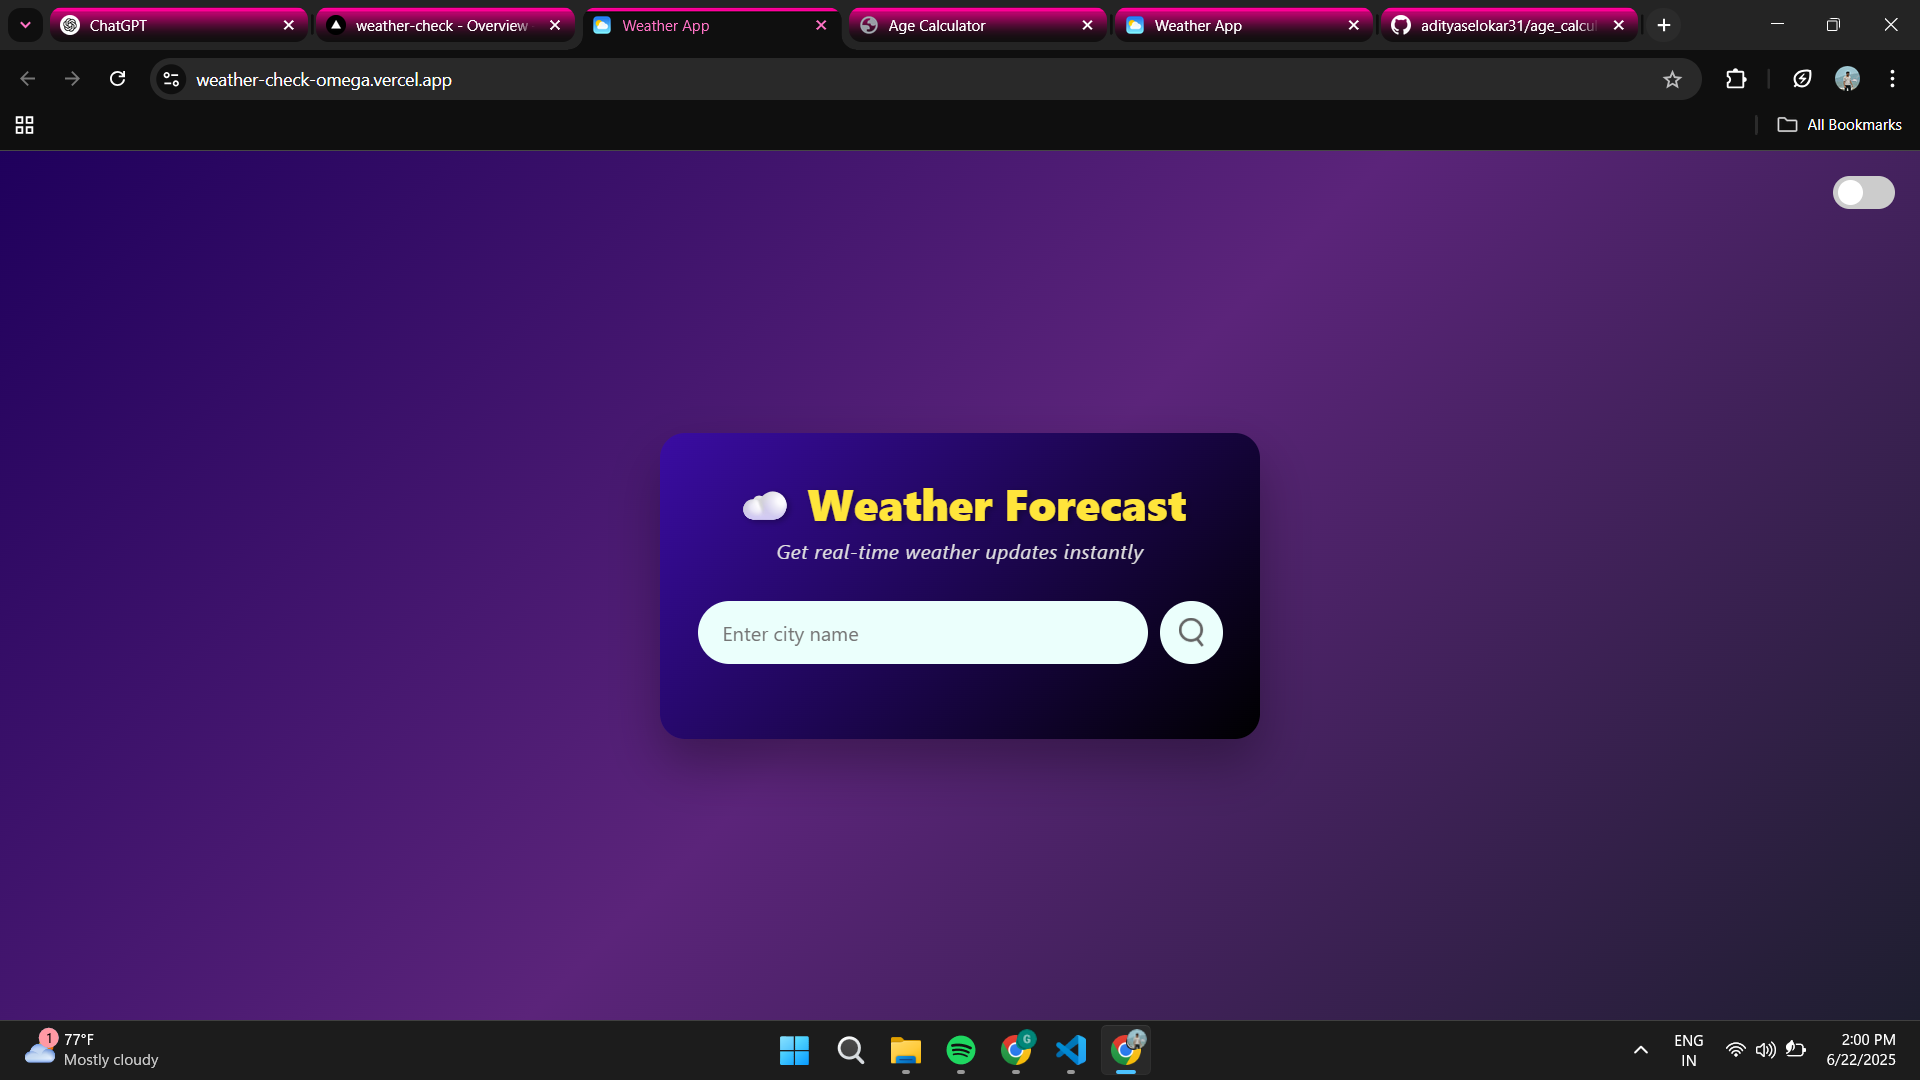 ChatGPT
weather-check - Overview
Weather App
Age Calculator
Weather App
adityaselokar31/age_calcul
weather-check-omega.vercel.app
All Bookmarks
Weather Forecast
Get real-time weather updates instantly
Enter city name
1
77°F
Mostly cloudy
G
ENG
IN
2:00 PM
6/22/2025